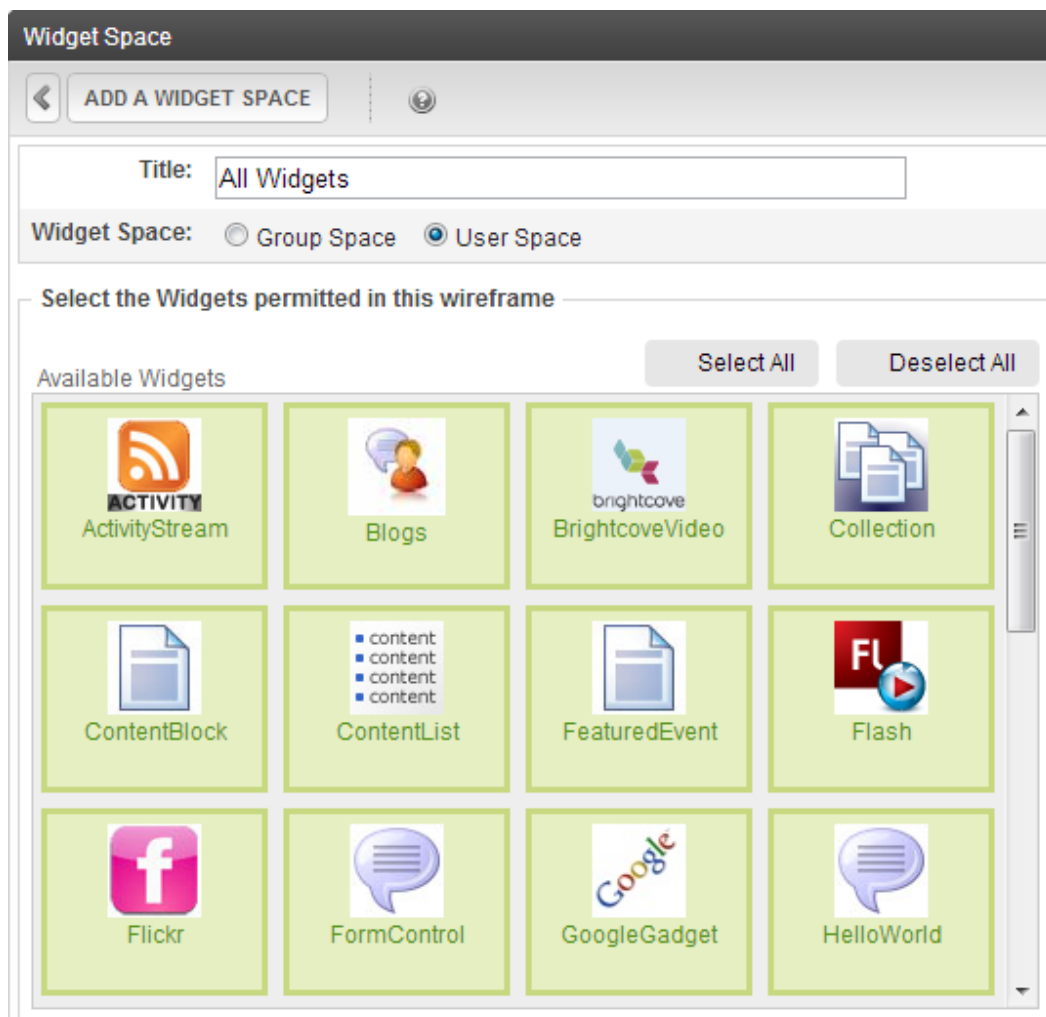 Widget Space
ADD A WIDGET SPACE
Title: All Widgets
Widget Space: Group Space User Space
Select the Widgets permitted in this wireframe
Available Widgets Select All Deselect All
ACTIVITY brightcove
ActivityStream Blogs BrightcoveVideo Collection
content
content
content
content
FL
ContentBlock ContentList FeaturedEvent Flash
f Google
Flickr FormControl GoogleGadget HelloWorld